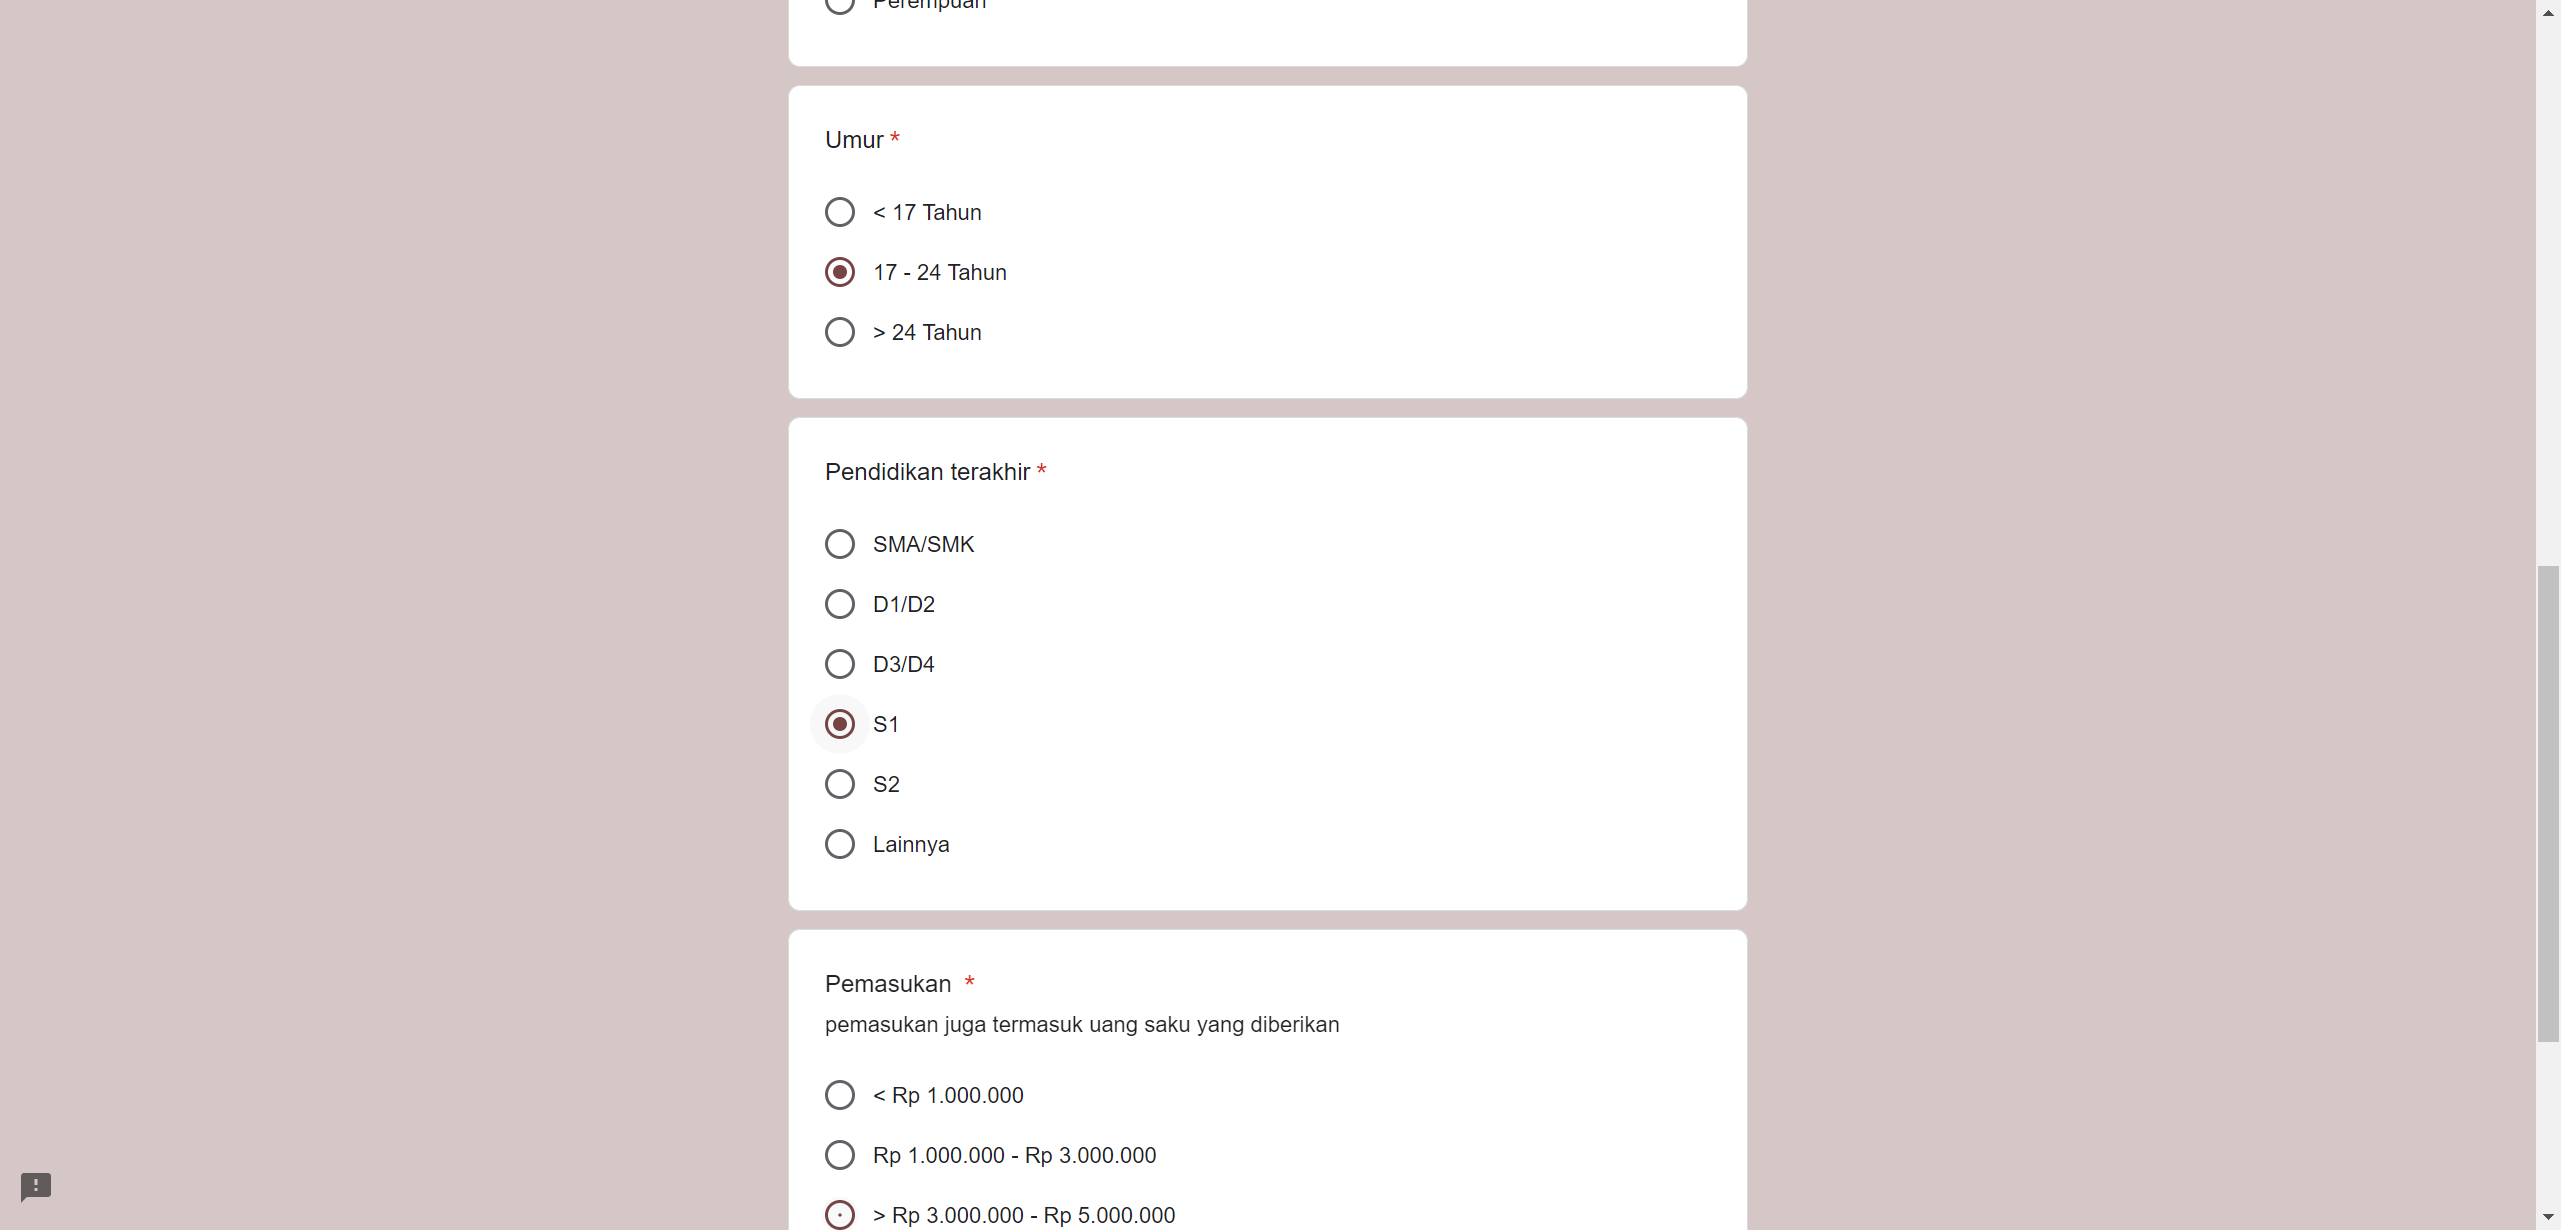 Perempuan
Umur *
< 17 Tahun
17 - 24 Tahun
> 24 Tahun
Pendidikan terakhir *
SMA/SMK
D1/D2
D3/D4
S1
S2
Lainnya
Pemasukan *
pemasukan juga termasuk uang saku yang diberikan
< Rp 1.000.000
Rp 1.000.000 - Rp 3.000.000
> Rp 3.000.000 - Rp 5.000.000